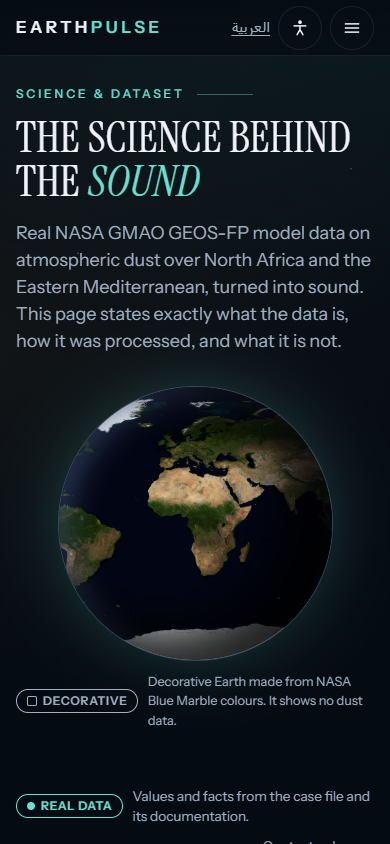 EARTHPULSE
العربية
SCIENCE & DATASET
THE SCIENCE BEHIND
THE SOUND
Real NASA GMAO GEOS-FP model data on
atmospheric dust over North Africa and the
Eastern Mediterranean, turned into sound.
This page states exactly what the data is,
how it was processed, and what it is not.
DECORATIVE
Decorative Earth made from NASA
Blue Marble colours. It shows no dust
data.
REAL DATA
Values and facts from the case file and
its documentation.